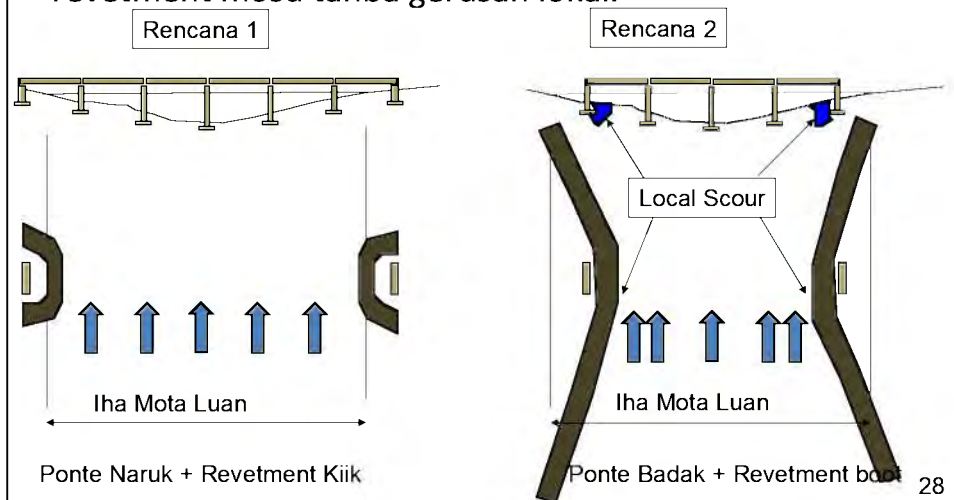 Rencana 1
Rencana 2
Local Scour
Iha Mota Luan
Iha Mota Luan
Ponte Naruk + Revetment Kiik
Ponte Badak + Revetment boot
28